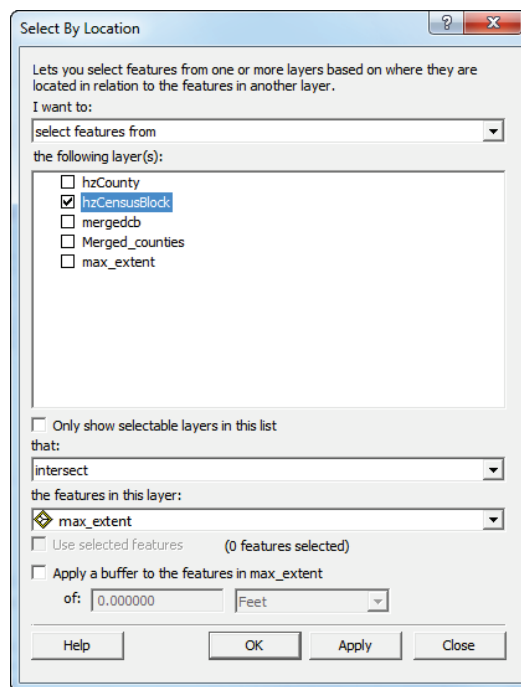 Select By Location
Lets you select features from one or more layers based on where they are
located in relation to the features in another layer.
I want to:
select features from
the following layer(s):
hzCounty
hzCensusBlock
mergedcb
Merged_counties
max_extent
Only show selectable layers in this list
that:
intersect
the features in this layer:
max_extent
Use selected features (0 features selected)
Apply a buffer to the features in max_extent
of: 0.000000 Feet
Help OK Apply Close